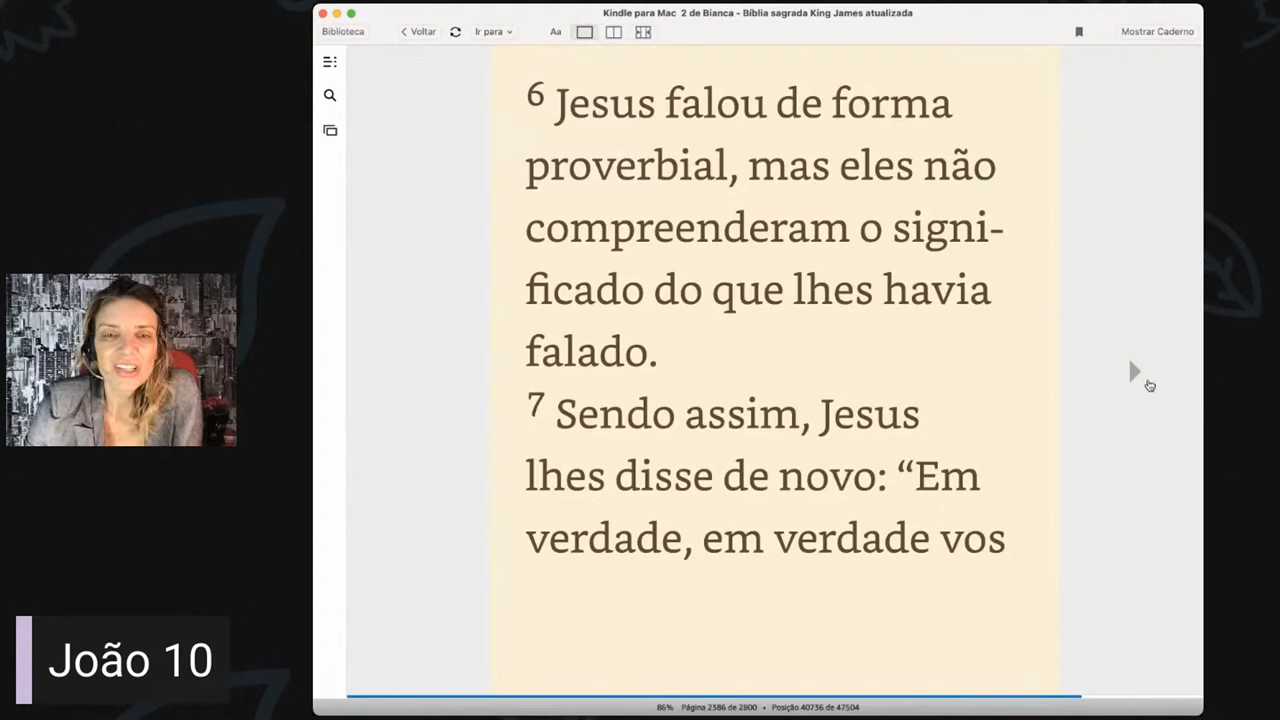 Kindle para Mac 2 de Bianca - Bíblia sagrada King James atualizada
Biblioteca
Voltar
Ir para
Aa
Mostrar Caderno
6 Jesus falou de forma
proverbial, mas eles não
compreenderam o signi-
ficado do que lhes havia
falado.
7 Sendo assim, Jesus
lhes disse de novo: “Em
verdade, em verdade vos
João 10
86% Página 2386 de 2800 • Posição 40736 de 47504